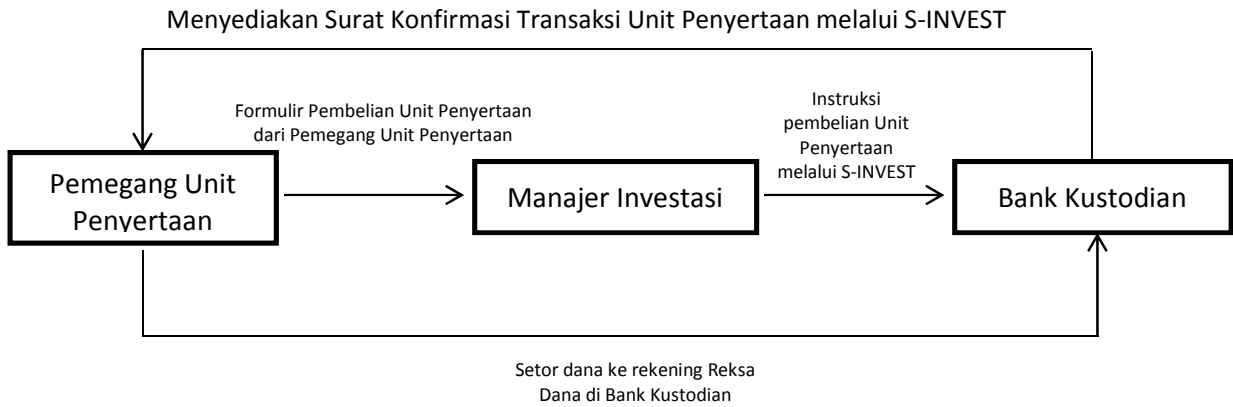 Menyediakan Surat Konfirmasi Transaksi Unit Penyertaan melalui S-INVEST
Formulir Pembelian Unit Penyertaan
dari Pemegang Unit Penyertaan
Instruksi
pembelian Unit
Penyertaan
melalui S-INVEST
Pemegang Unit
Penyertaan
Manajer Investasi
Bank Kustodian
Setor dana ke rekening Reksa
Dana di Bank Kustodian